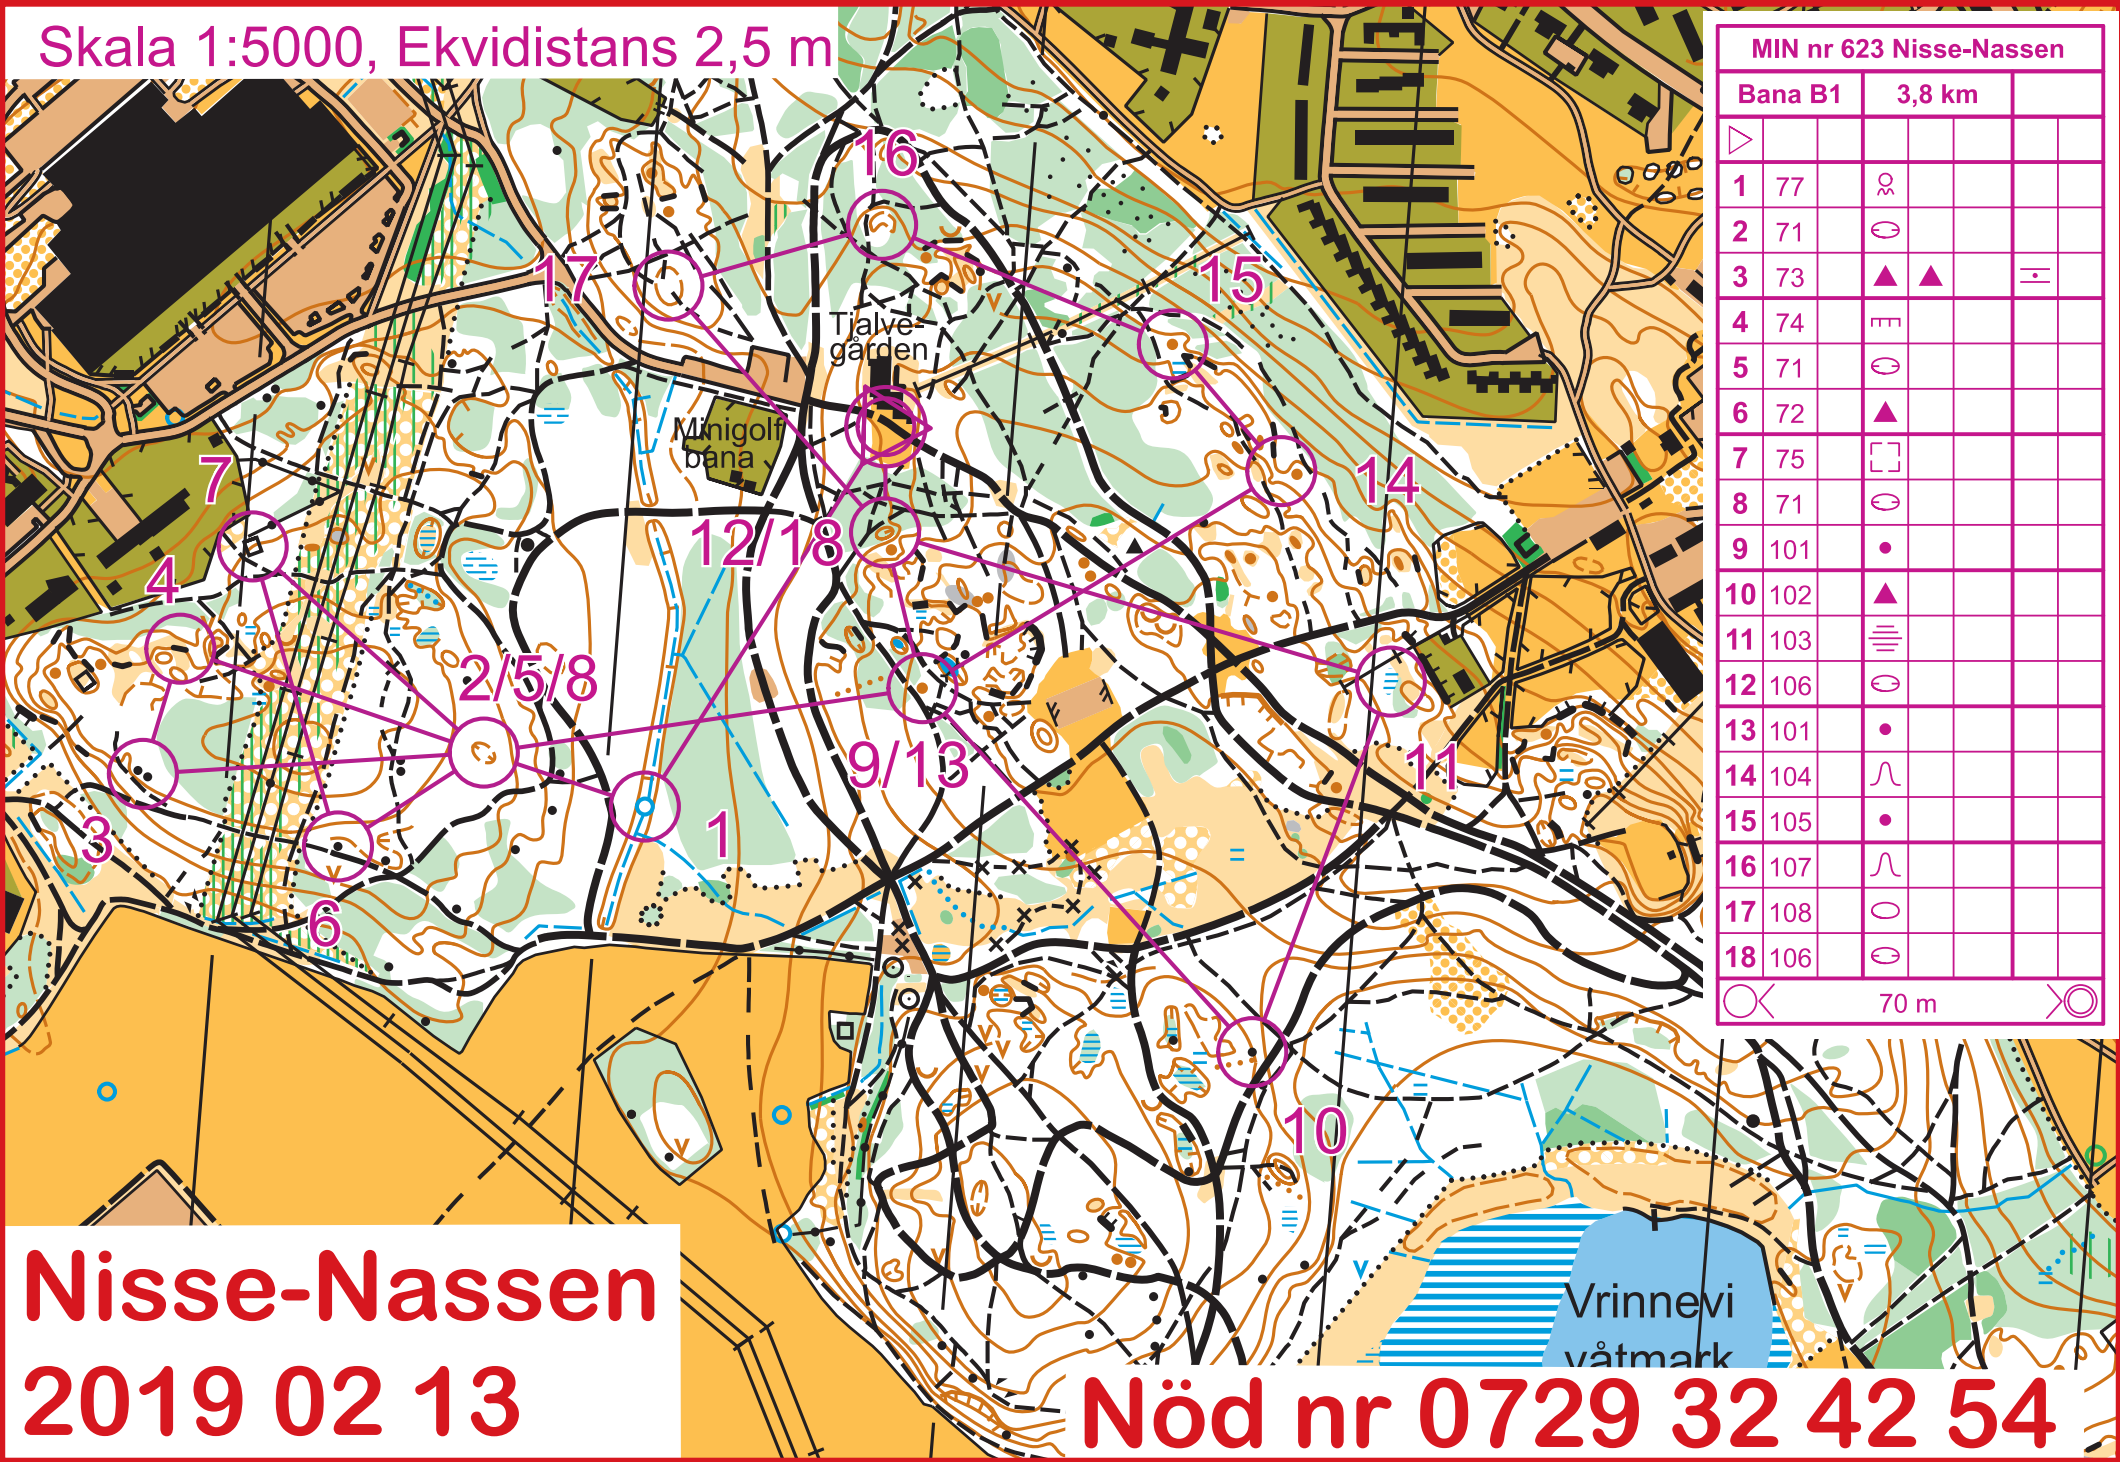 Skala 1:5000, Ekvidistans 2,5 m
MIN nr 623 Nisse-Nassen
Bana B1 3,8 km
1 77
2 71
3 73
4 74
5 71
6 72
7 75
8 71
9 101
10 102
11 103
12 106
13 101
14 104
15 105
16 107
17 108
18 106
70 m
16
17
15
Tjalve-
gården
Minigolf
bana
7
14
12/18
4
2/5/8
9/13
11
3
1
6
10
Vrinnevi
våtmark
Nisse-Nassen
2019 02 13
Nöd nr 0729 32 42 54